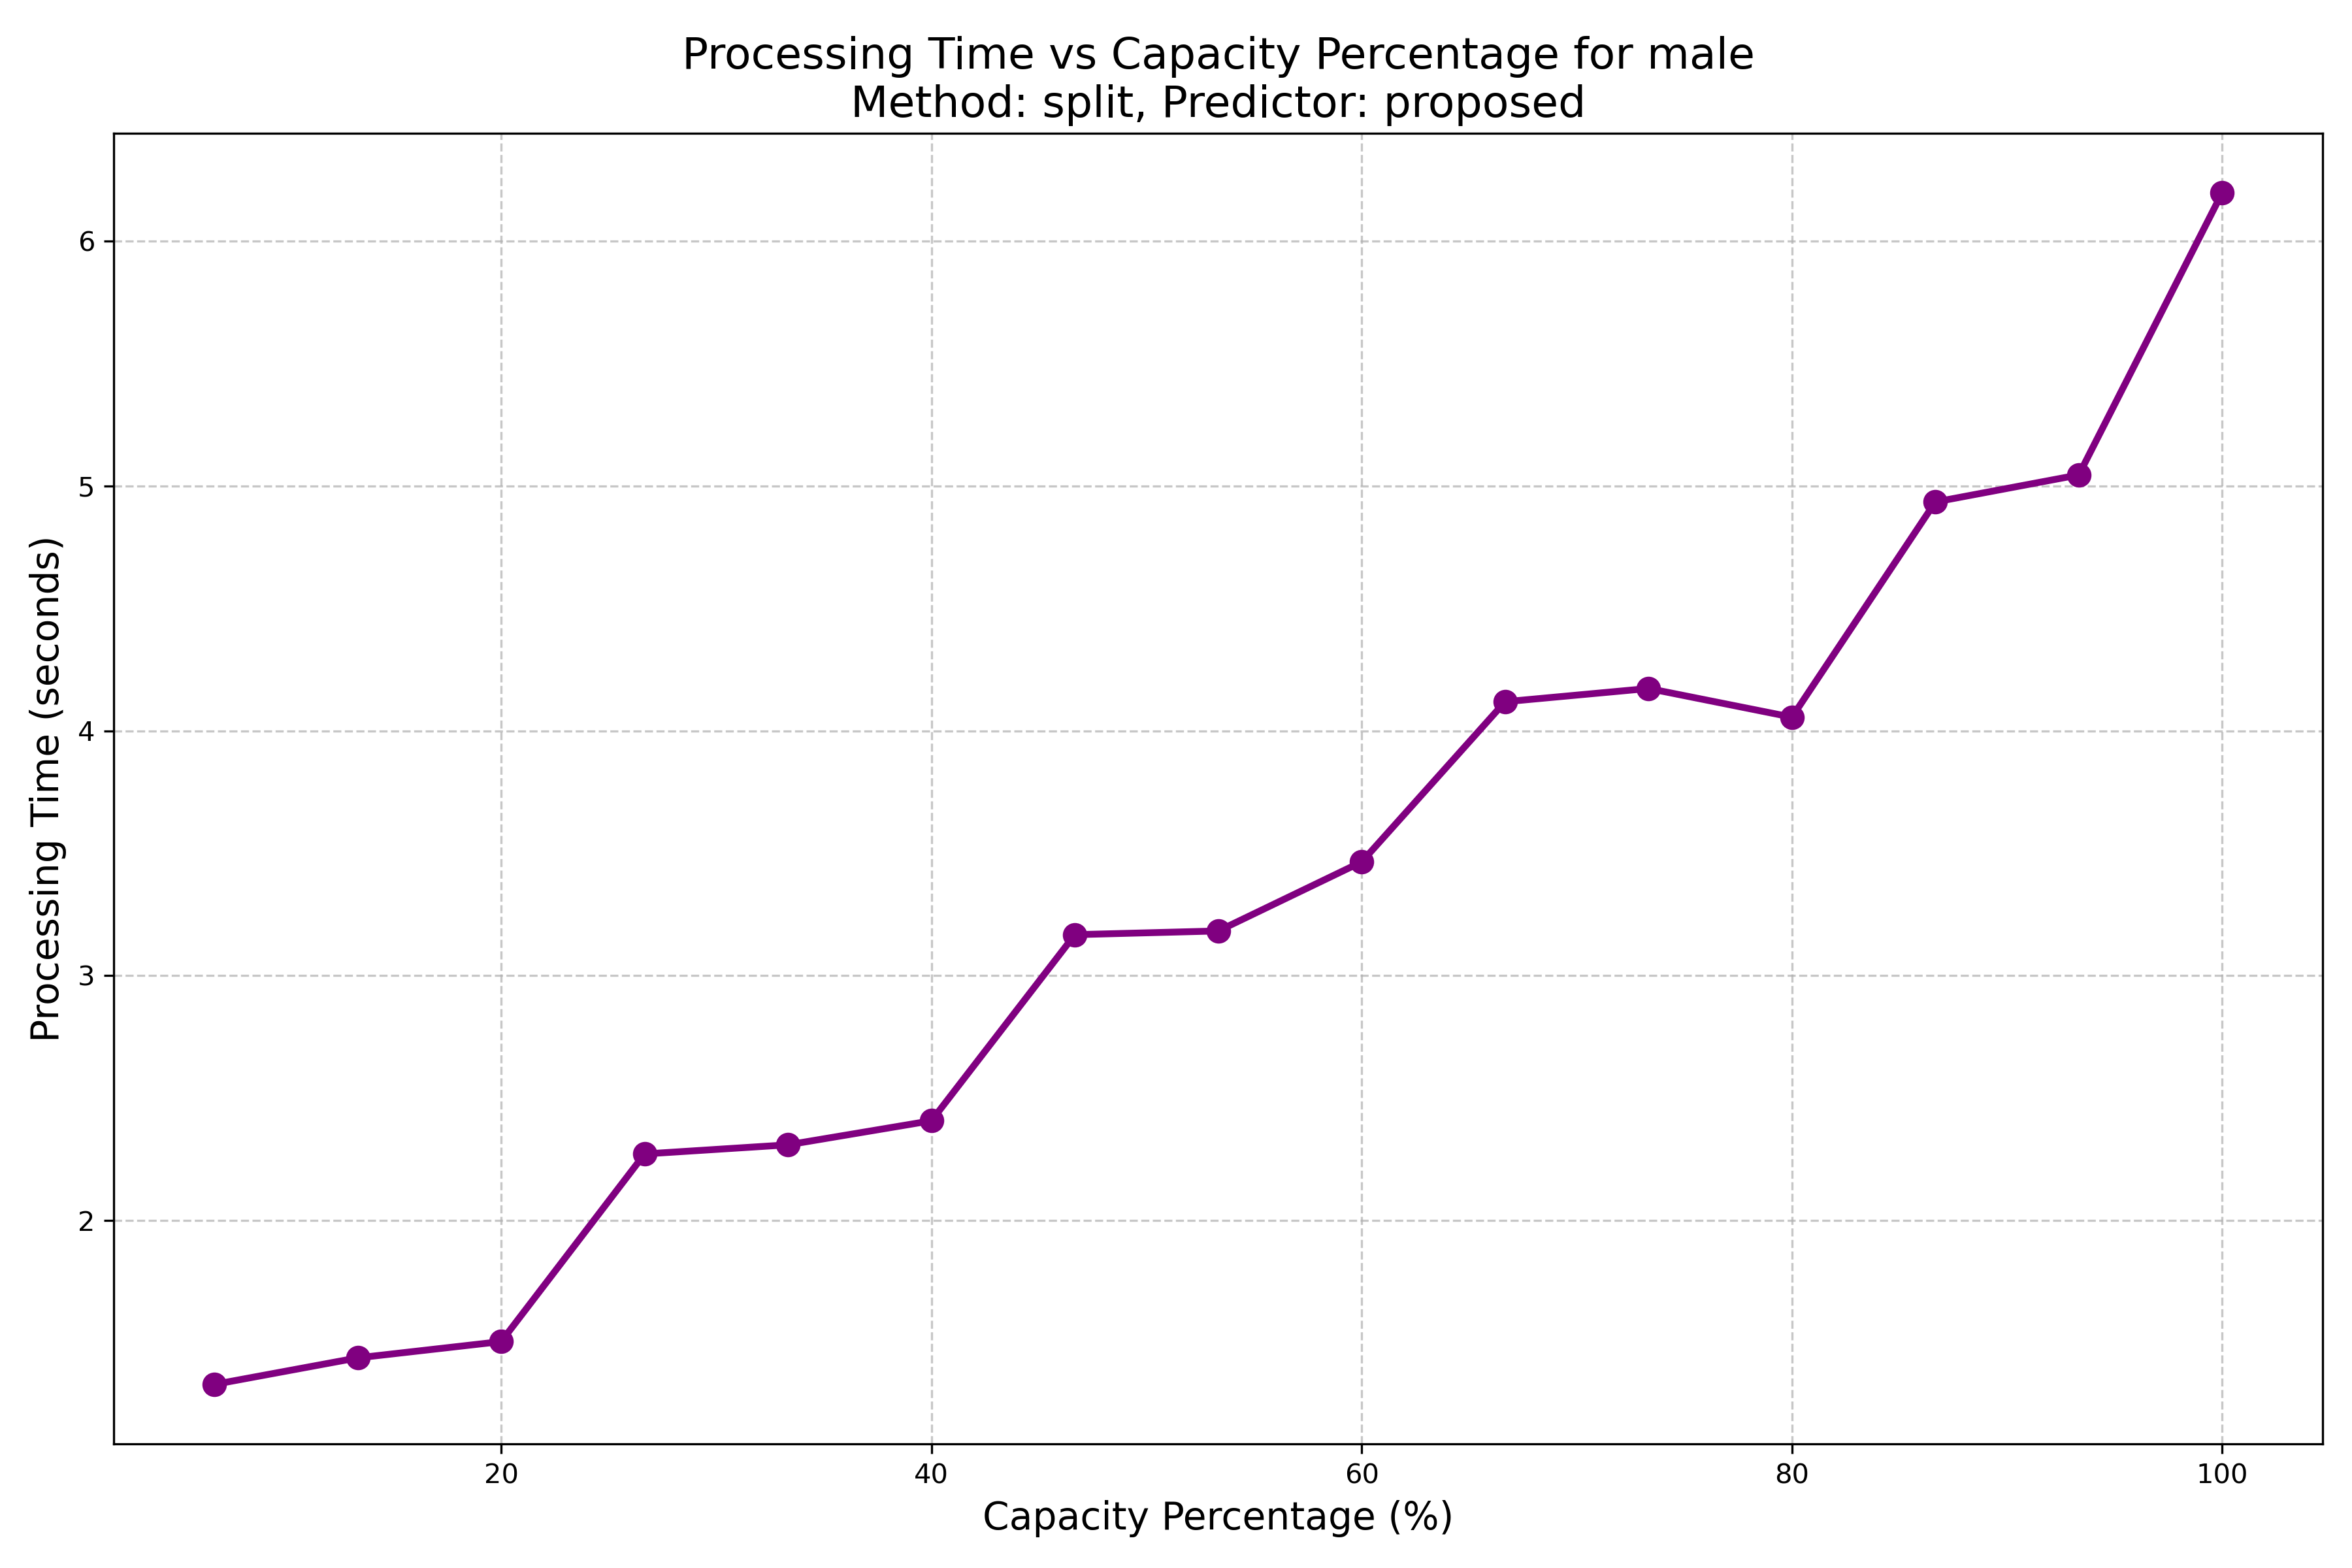 Processing Time vs Capacity Percentage for male
Method: split, Predictor: proposed
Processing Time (seconds)
6
5
4
3
2
20 40 60 80 100
Capacity Percentage (%)